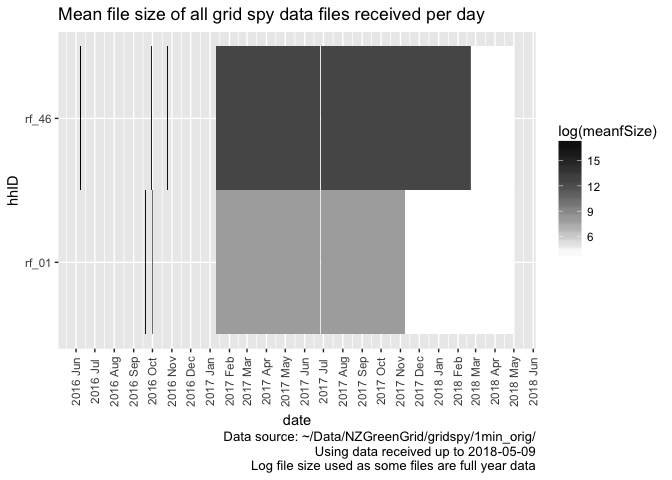 Mean file size of all grid spy data files received per day
hhID
rf_46
rf_01
log(meanfSize)
15
12
9
6
2016 Jun
2016 Jul
2016 Aug
2016 Sep
2016 Oct
2016 Nov
2016 Dec
2017 Jan
2017 Feb
2017 Mar
2017 Apr
2017 May
2017 Jun
2017 Jul
2017 Aug
2017 Sep
2017 Oct
2017 Nov
2017 Dec
2018 Jan
2018 Feb
2018 Mar
2018 Apr
2018 May
2018 Jun
date
Data source: ~/Data/NZGreenGrid/gridspy/1min_orig/
Using data received up to 2018-05-09
Log file size used as some files are full year data